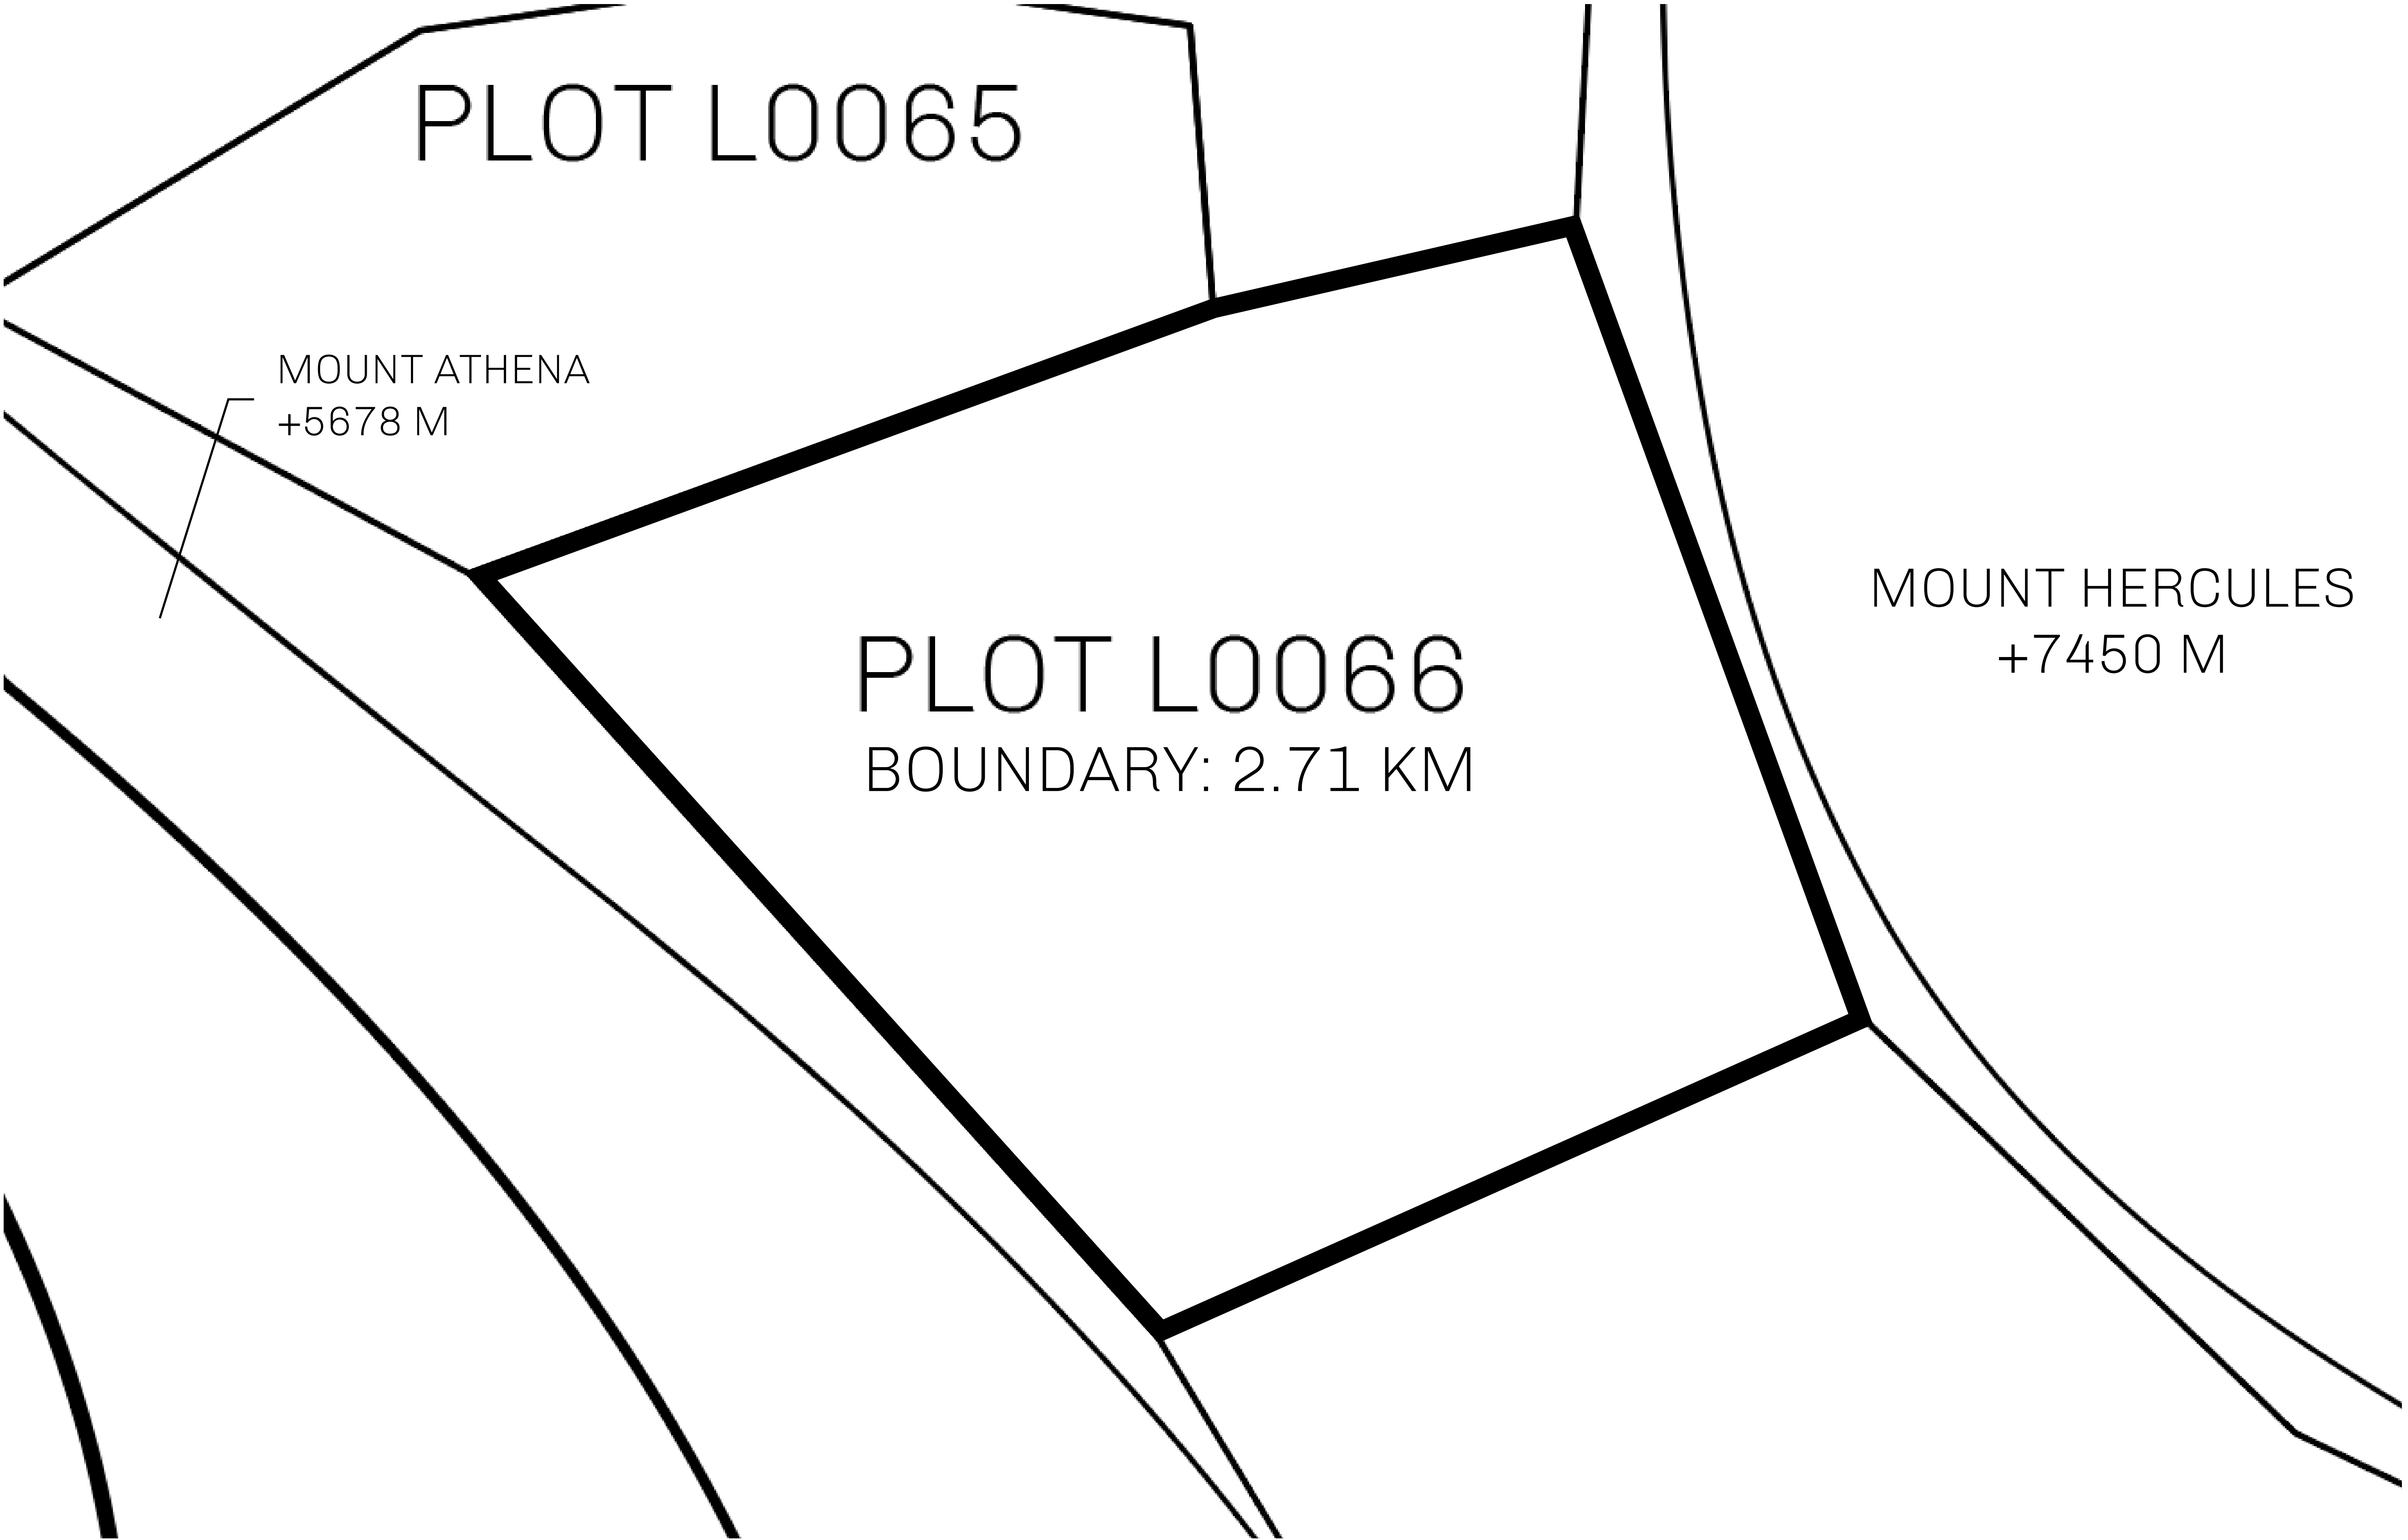 PLOT L0065
MOUNT ATHENA
+5678 M
PLOT L0066
BOUNDARY: 2.71 KM
MOUNT HERCULES
+7450 M